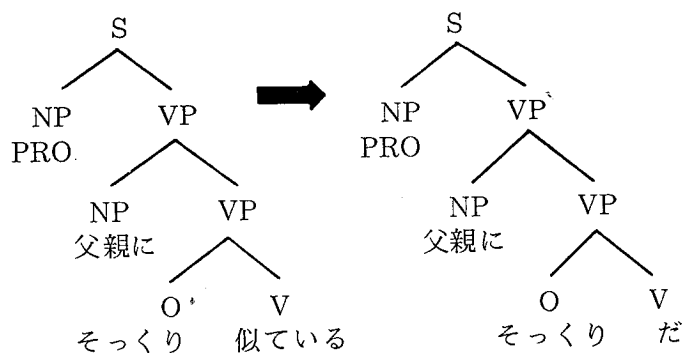 S S
NP VP NP VP
PRO PRO
NP VP NP VP
父親に 父親に
O V O V
そっくり 似ている そっくり だ